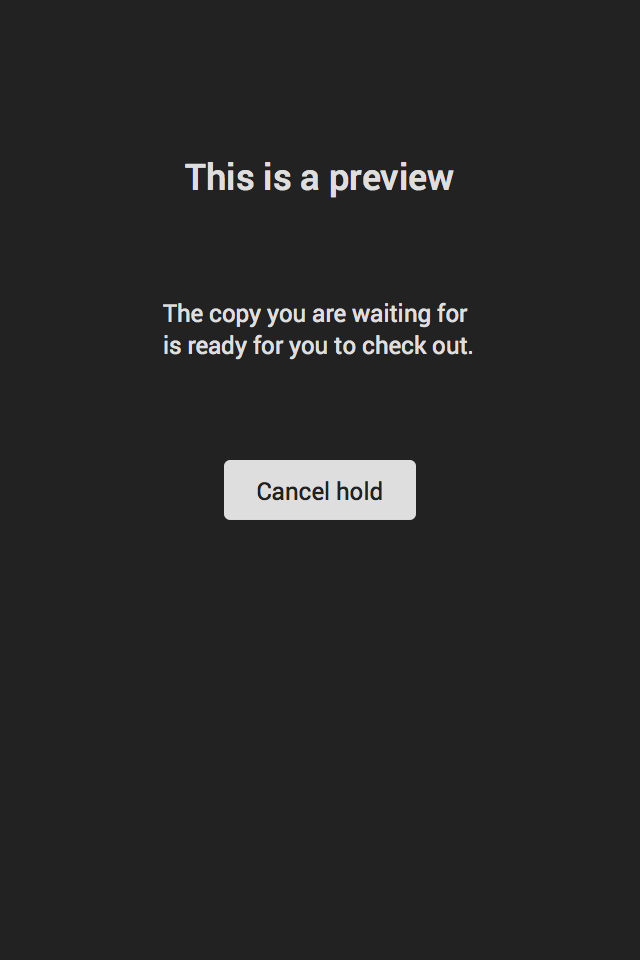 This is a preview
The copy you are waiting for
is ready for you to check out.
Cancel hold